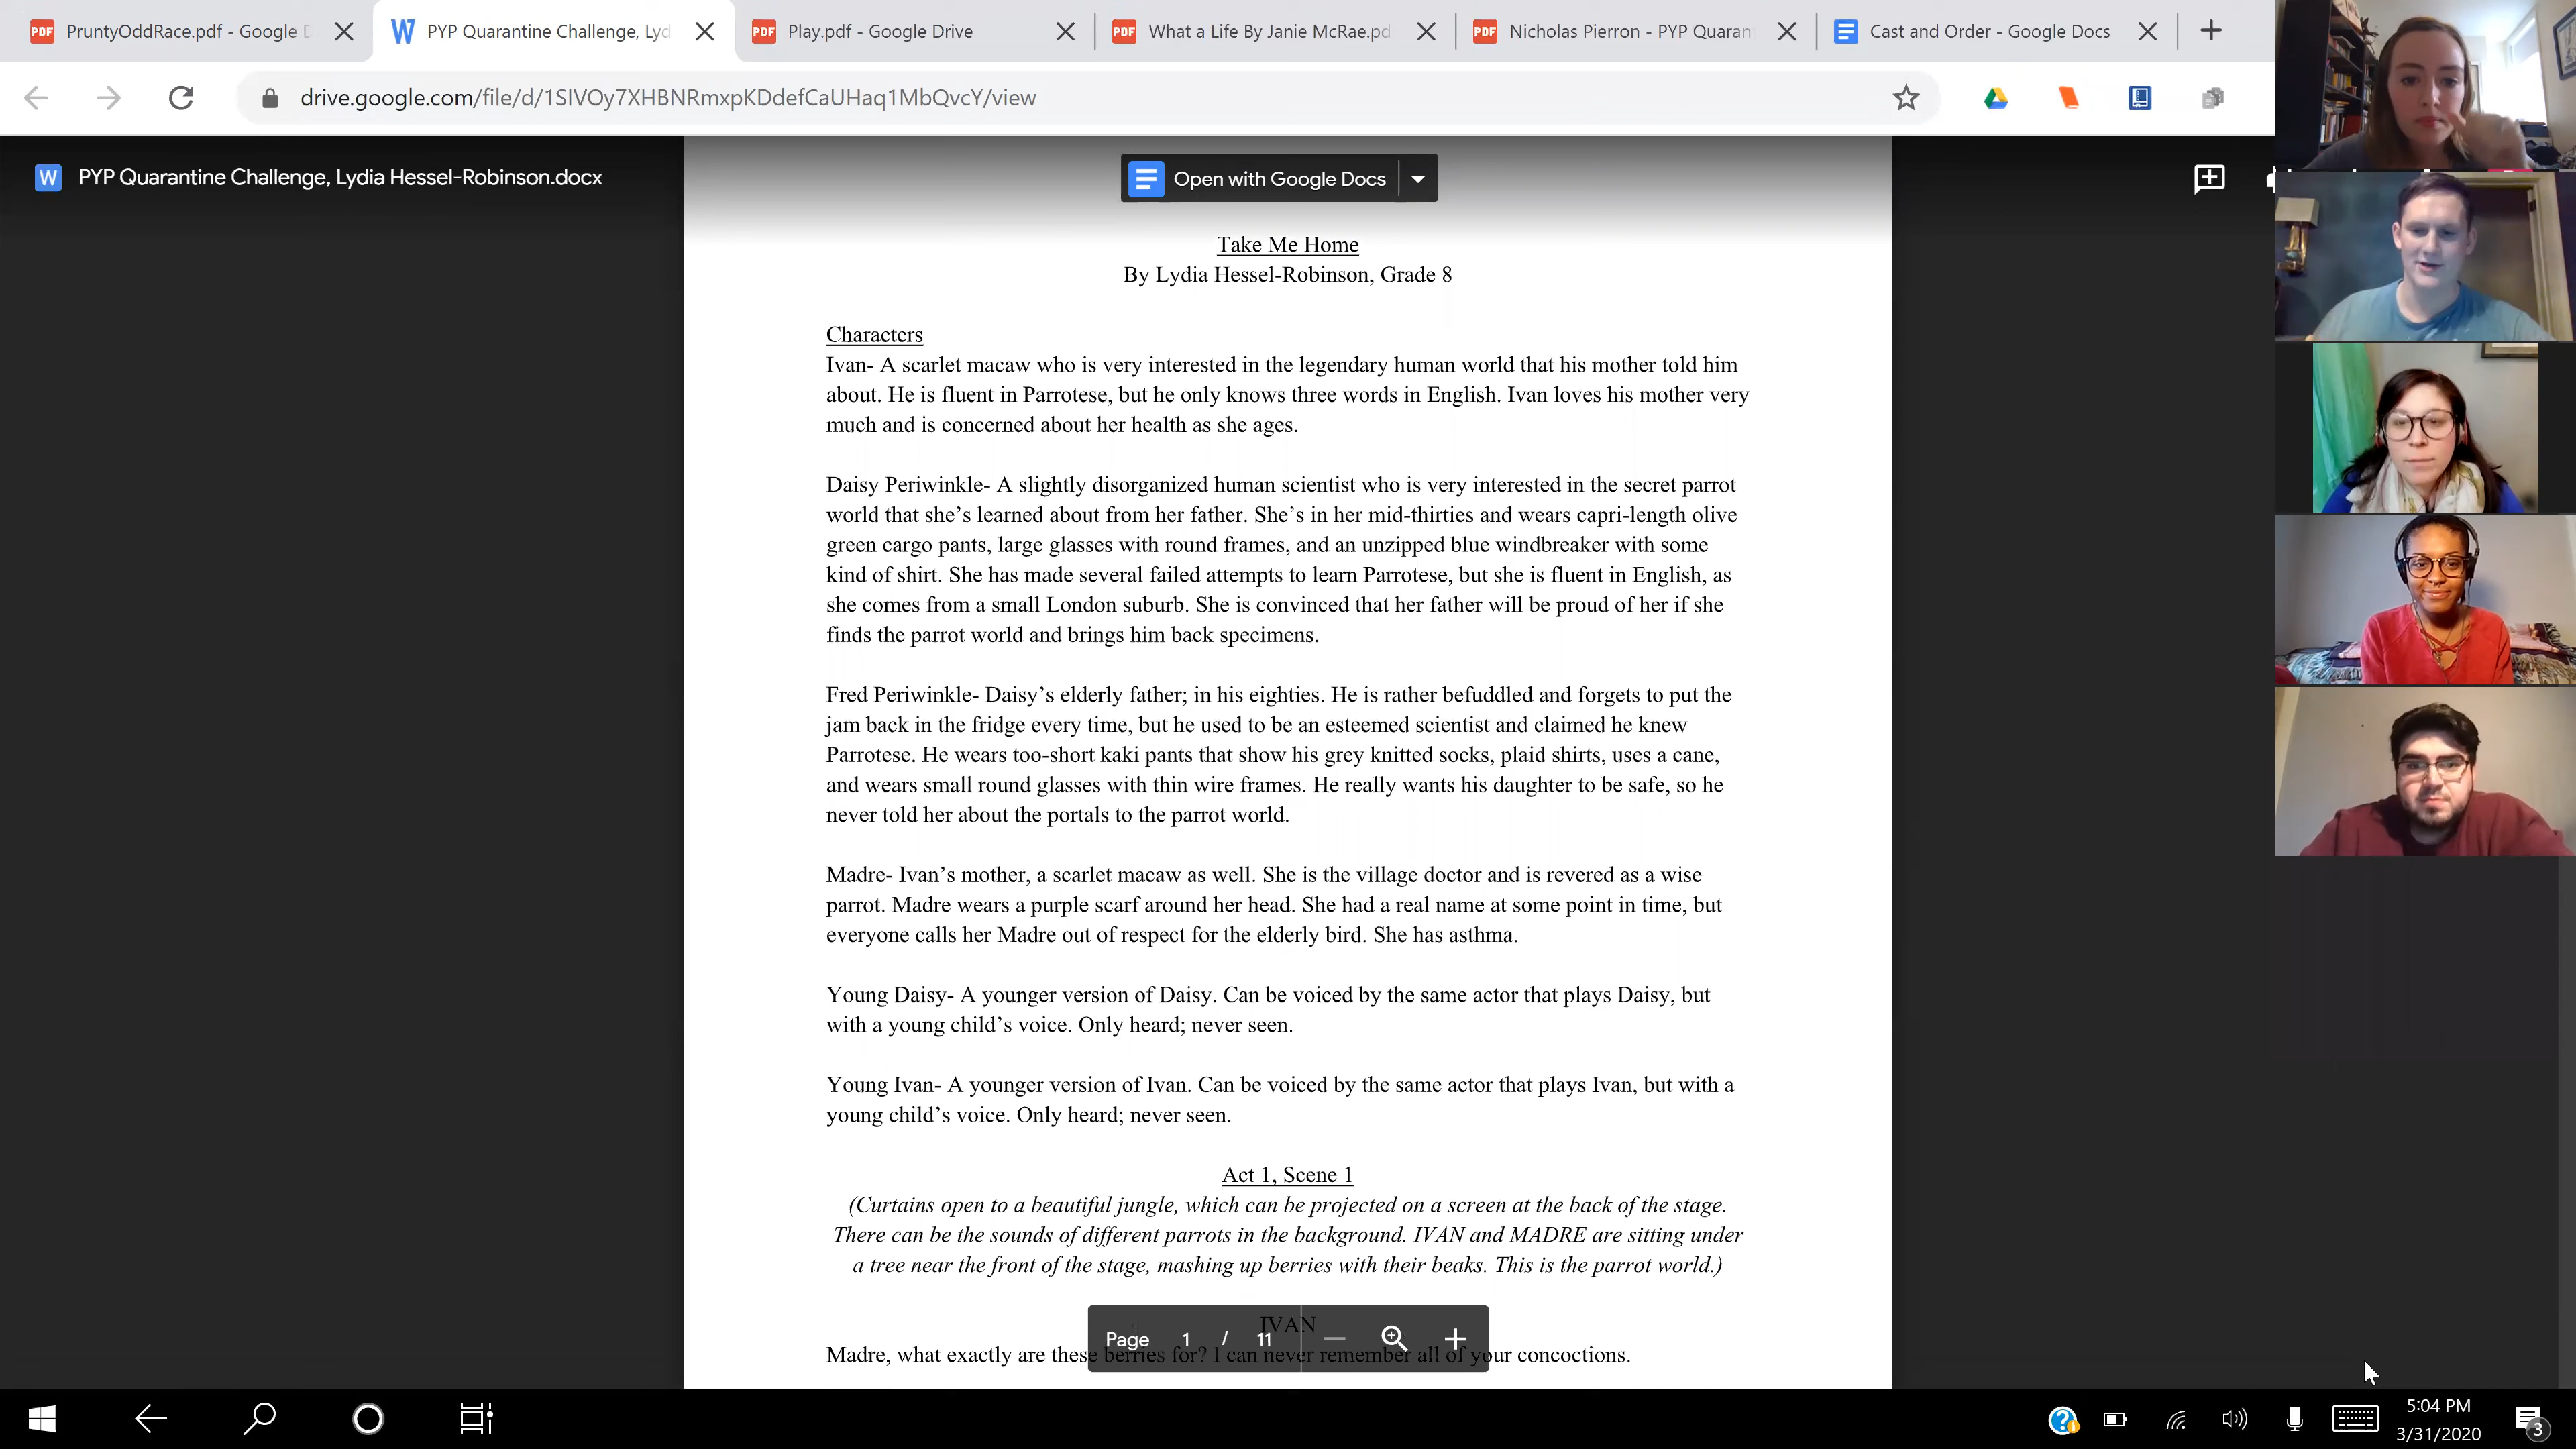 PruntyOddRace.pdf - Google D
PYP Quarantine Challenge, Lyd
Play.pdf - Google Drive
What a Life By Janie McRae.pd
Nicholas Pierron - PYP Quaran
Cast and Order - Google Docs
drive.google.com/file/d/1SIVOy7XHBNRmxpKDdefCaUHaq1MbQvcY/view
W PYP Quarantine Challenge, Lydia Hessel-Robinson.docx
Open with Google Docs
Take Me Home
By Lydia Hessel-Robinson, Grade 8
Characters
Ivan- A scarlet macaw who is very interested in the legendary human world that his mother told him
about. He is fluent in Parrotese, but he only knows three words in English. Ivan loves his mother very
much and is concerned about her health as she ages.
Daisy Periwinkle- A slightly disorganized human scientist who is very interested in the secret parrot
world that she’s learned about from her father. She’s in her mid-thirties and wears capri-length olive
green cargo pants, large glasses with round frames, and an unzipped blue windbreaker with some
kind of shirt. She has made several failed attempts to learn Parrotese, but she is fluent in English, as
she comes from a small London suburb. She is convinced that her father will be proud of her if she
finds the parrot world and brings him back specimens.
Fred Periwinkle- Daisy’s elderly father; in his eighties. He is rather befuddled and forgets to put the
jam back in the fridge every time, but he used to be an esteemed scientist and claimed he knew
Parrotese. He wears too-short kaki pants that show his grey knitted socks, plaid shirts, uses a cane,
and wears small round glasses with thin wire frames. He really wants his daughter to be safe, so he
never told her about the portals to the parrot world.
Madre- Ivan’s mother, a scarlet macaw as well. She is the village doctor and is revered as a wise
parrot. Madre wears a purple scarf around her head. She had a real name at some point in time, but
everyone calls her Madre out of respect for the elderly bird. She has asthma.
Young Daisy- A younger version of Daisy. Can be voiced by the same actor that plays Daisy, but
with a young child’s voice. Only heard; never seen.
Young Ivan- A younger version of Ivan. Can be voiced by the same actor that plays Ivan, but with a
young child’s voice. Only heard; never seen.
Act 1, Scene 1
(Curtains open to a beautiful jungle, which can be projected on a screen at the back of the stage.
There can be the sounds of different parrots in the background. IVAN and MADRE are sitting under
a tree near the front of the stage, mashing up berries with their beaks. This is the parrot world.)
IVAN
Page 1 / 11
Madre, what exactly are these berries for? I can never remember all of your concoctions.
5:04 PM
3/31/2020
3